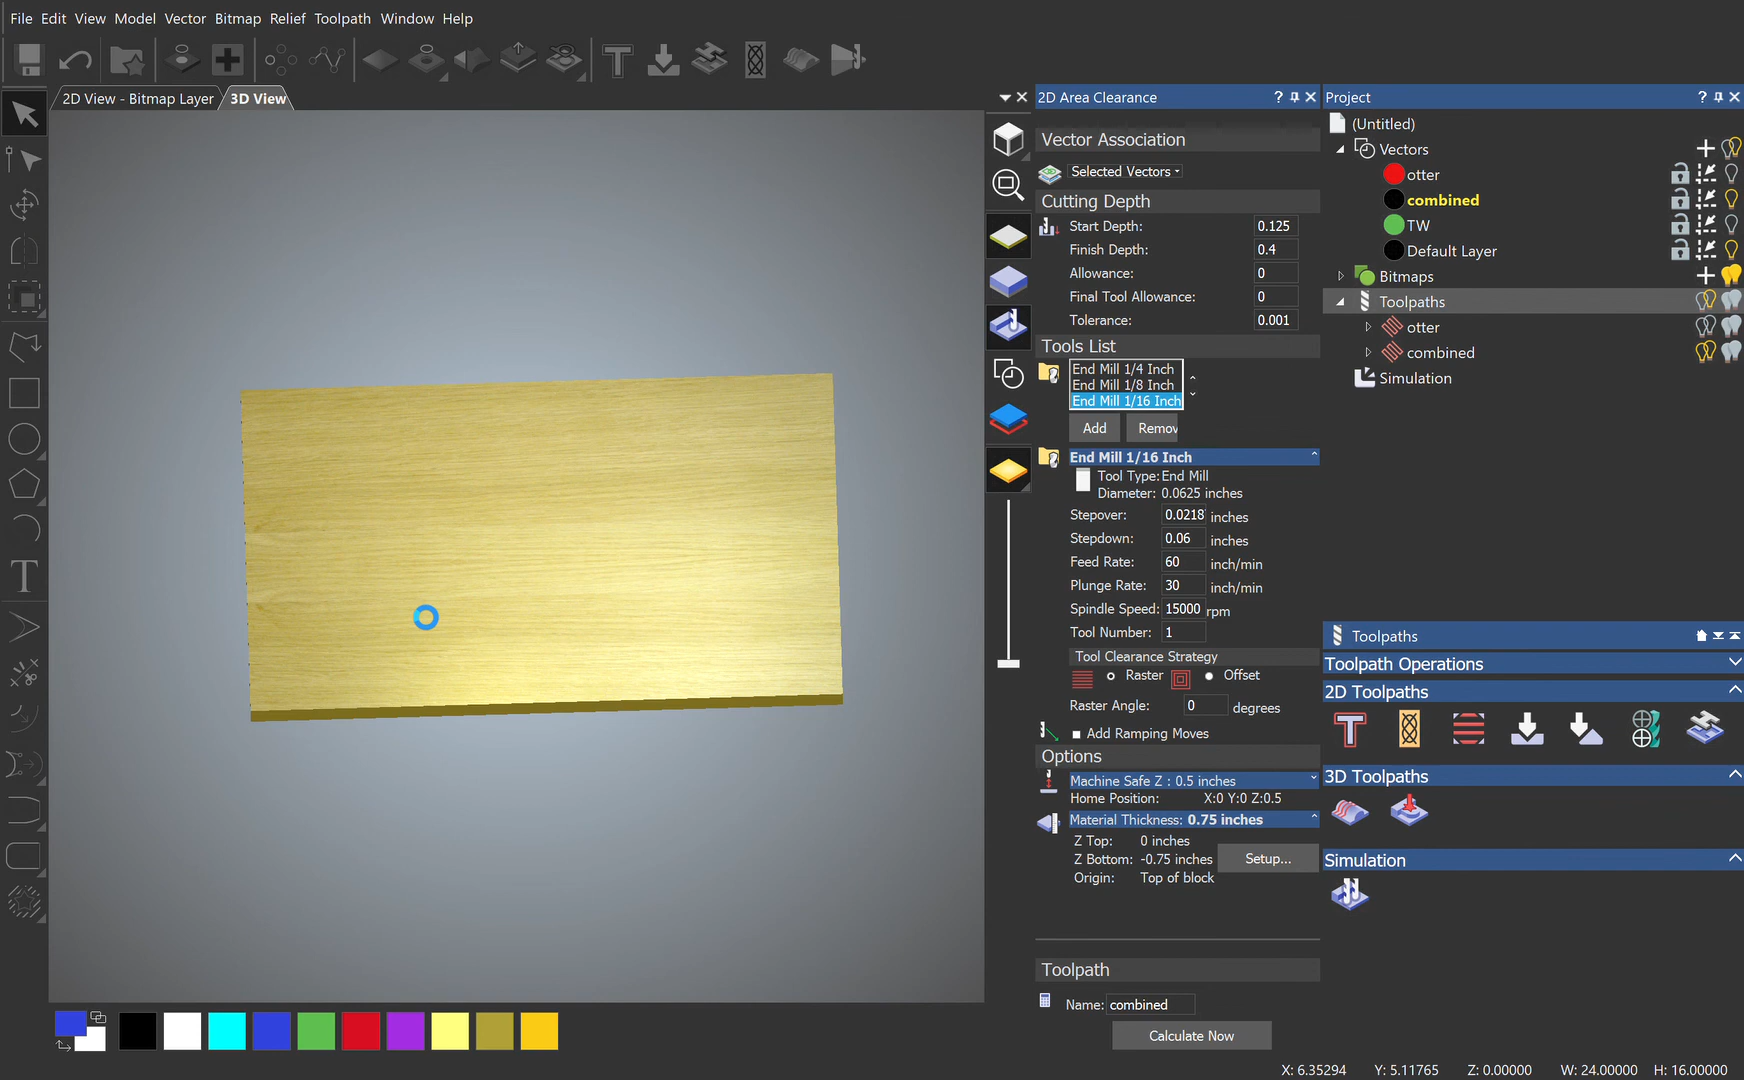 File Edit View Model Vector Bitmap Relief Toolpath Window Help
2D View - Bitmap Layer
3D View
2D Area Clearance
?
Vector Association
Selected Vectors
Cutting Depth
Start Depth: 0.125
Finish Depth: 0.4
Allowance: 0
Final Tool Allowance: 0
Tolerance: 0.001
Tools List
End Mill 1/4 Inch
End Mill 1/8 Inch
End Mill 1/16 Inch
Add Remov
End Mill 1/16 Inch
Tool Type: End Mill
Diameter: 0.0625 inches
Stepover: 0.0218 inches
Stepdown: 0.06 inches
Feed Rate: 60 inch/min
Plunge Rate: 30 inch/min
Spindle Speed: 15000 rpm
Tool Number: 1
Tool Clearance Strategy
Raster Offset
Raster Angle: 0 degrees
Add Ramping Moves
Options
Machine Safe Z : 0.5 inches
Home Position: X:0 Y:0 Z:0.5
Material Thickness: 0.75 inches
Z Top: 0 inches
Z Bottom: -0.75 inches
Setup...
Origin: Top of block
Toolpath
Name: combined
Calculate Now
Project
?
(Untitled)
Vectors
otter
combined
TW
Default Layer
Bitmaps
Toolpaths
otter
combined
Simulation
Toolpaths
Toolpath Operations
2D Toolpaths
3D Toolpaths
Simulation
X: 6.35294 Y: 5.11765 Z: 0.00000 W: 24.00000 H: 16.00000